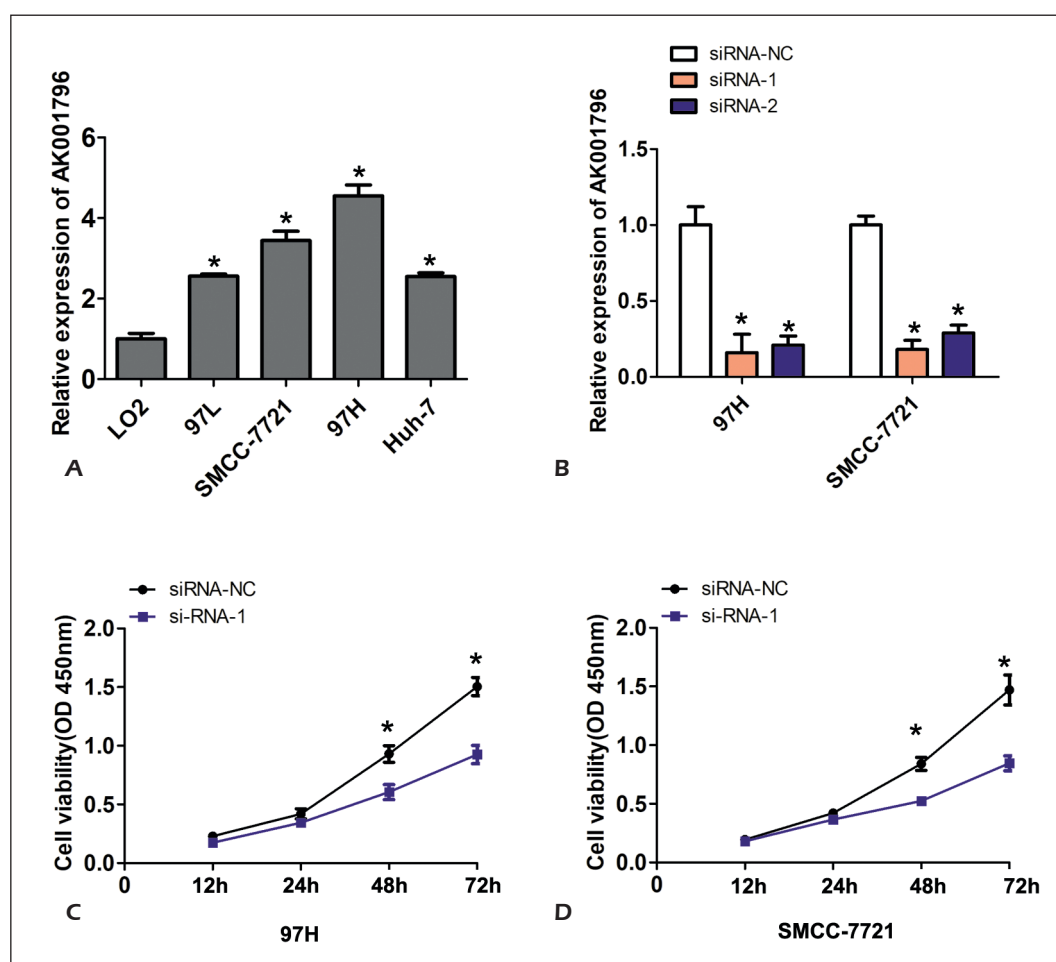 Relative expression of AK001796
6
4
2
0
*
*
*
*
LO2
97L
SMCC-7721
97H
Huh-7
A
siRNA-NC
siRNA-1
siRNA-2
Relative expression of AK001796
1.5
1.0
0.5
0.0
*
*
*
*
97H
SMCC-7721
B
siRNA-NC
si-RNA-1
Cell viability(OD 450nm)
2.0
1.5
1.0
0.5
0.0
*
*
0 12h 24h 48h 72h
C
97H
siRNA-NC
si-RNA-1
Cell viability(OD 450nm)
2.0
1.5
1.0
0.5
0.0
*
*
0 12h 24h 48h 72h
D
SMCC-7721